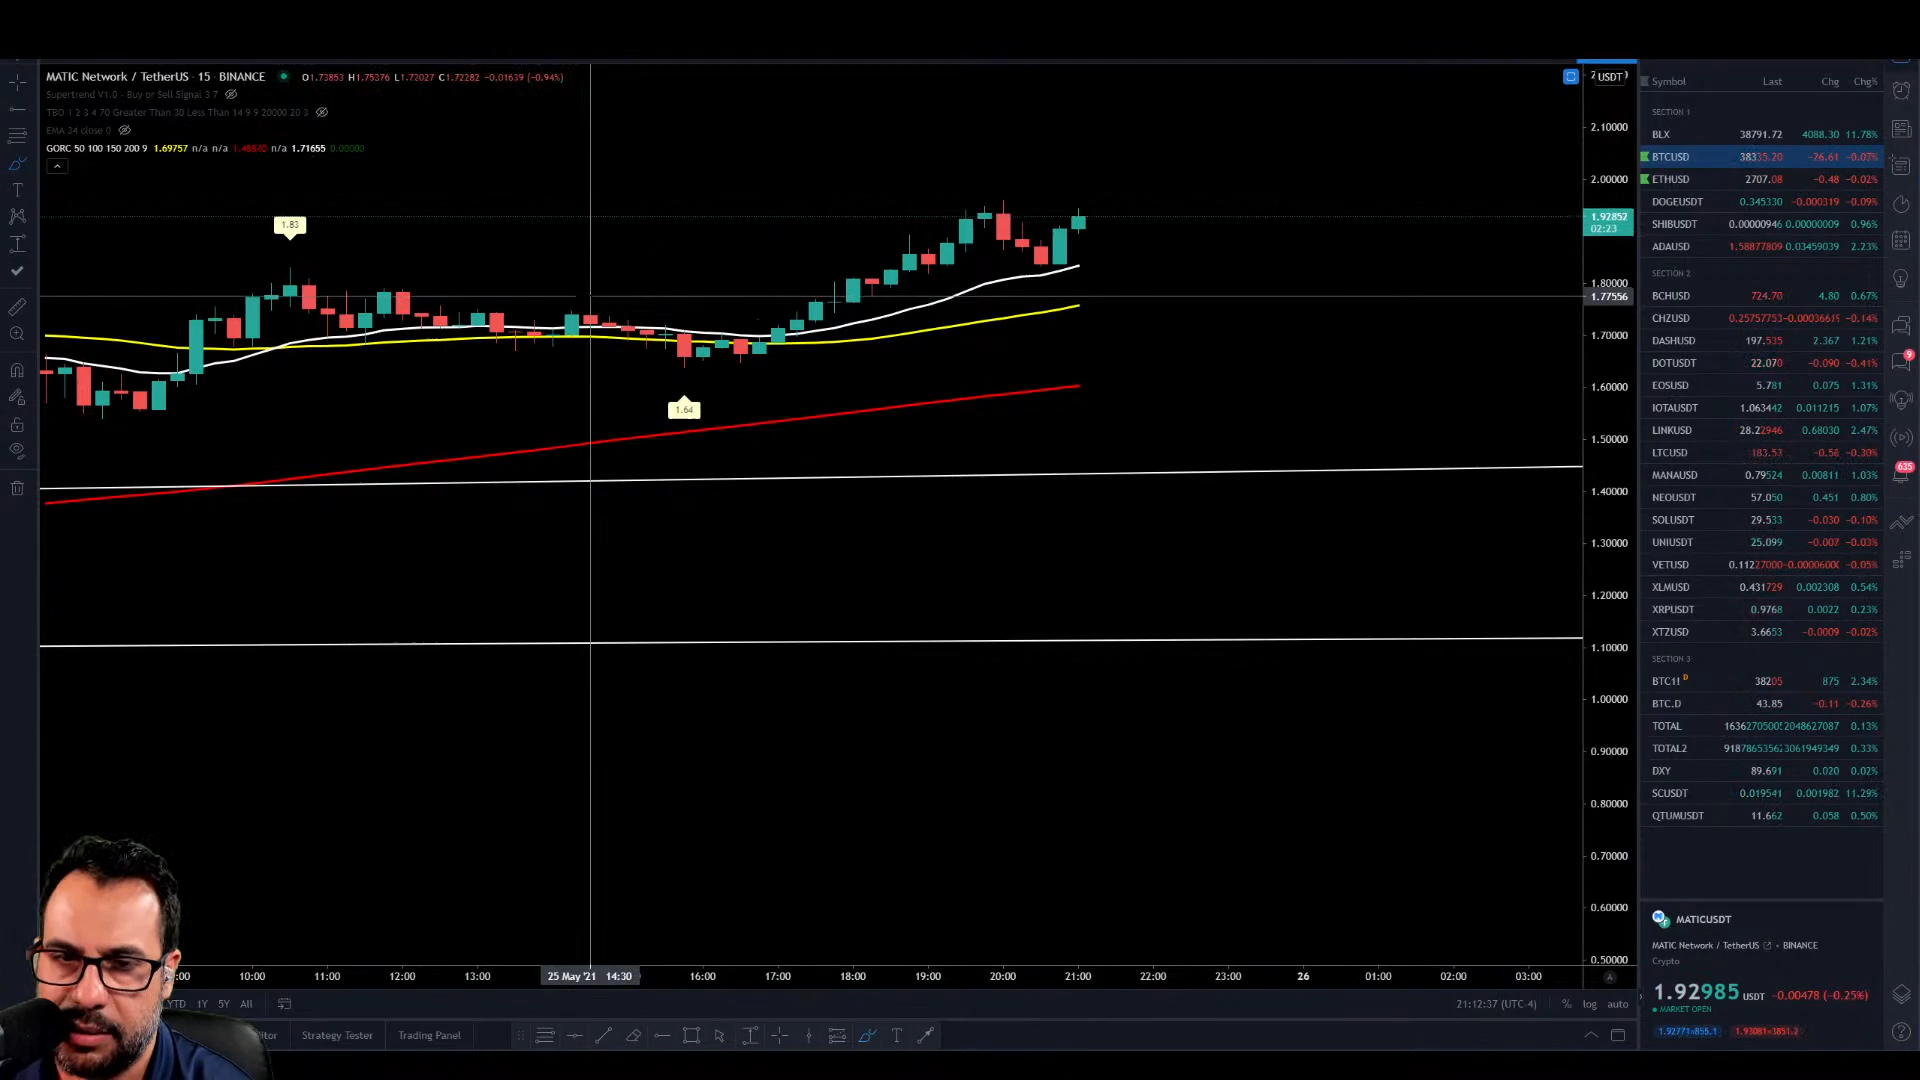 MATIC Network / TetherUS · 15 · BINANCE O1.73853 H1.75376 L1.72027 C1.72282 −0.01639 (−0.94%)
Supertrend V1.0 - Buy or Sell Signal 3 7
TBO 1 2 3 4 70 Greater Than 30 Less Than 14 9 9 20000 20 3
EMA 34 close 0
GORC 50 100 150 200 9 1.69757 n/a n/a n/a 1.71655 0.00000
USDT
2.10000
2.00000
1.92852
02:23
1.80000
1.77556
1.70000
1.60000
1.50000
1.40000
1.30000
1.20000
1.10000
1.00000
0.90000
0.80000
0.70000
0.60000
0.50000
1.83
1.64
10:00 11:00 12:00 13:00 25 May '21 14:30 16:00 17:00 18:00 19:00 20:00 21:00 22:00 23:00 26 01:00 02:00 03:00
YTD 1Y 5Y All 21:12:37 (UTC-4) % log auto
Strategy Tester Trading Panel
Symbol Last Chg Chg%
SECTION 1
BLX 38791.72 4088.30 11.78%
BTCUSD 38335.20 −26.61 −0.07%
ETHUSD 2707.08 −0.48 −0.02%
DOGEUSDT 0.345330 −0.000319 −0.09%
SHIBUSDT 0.00000946 0.00000009 0.96%
ADAUSD 1.58877809 0.03459039 2.23%
SECTION 2
BCHUSD 724.70 4.80 0.67%
CHZUSD 0.25757753 −0.14%
DASHUSD 197.535 2.367 1.21%
DOTUSDT 22.070 −0.090 −0.41%
EOSUSD 5.781 0.075 1.31%
IOTAUSDT 1.063442 0.011215 1.07%
LINKUSD 28.22946 0.68030 2.47%
LTCUSD 183.53 −0.56 −0.30%
MANAUSD 0.79524 0.00811 1.03%
NEOUSDT 57.050 0.451 0.80%
SOLUSDT 29.533 −0.030 −0.10%
UNIUSDT 25.099 −0.007 −0.03%
VETUSD 0.11227000 −0.05%
XLMUSD 0.431729 0.002308 0.54%
XRPUSDT 0.9768 0.0022 0.23%
XTZUSD 3.6653 −0.0009 −0.02%
SECTION 3
BTC1! D 38205 875 2.34%
BTC.D 43.85 −0.11 −0.26%
TOTAL 2048627087 0.13%
TOTAL2 3061949349 0.33%
DXY 89.691 0.020 0.02%
SCUSDT 0.019541 0.001982 11.29%
QTUMUSDT 11.662 0.058 0.50%
9
635
MATICUSDT
MATIC Network / TetherUS • BINANCE
Crypto
1.92985 USDT −0.00478 (−0.25%)
• MARKET OPEN
1.92771×855.1 1.93081×3851.2